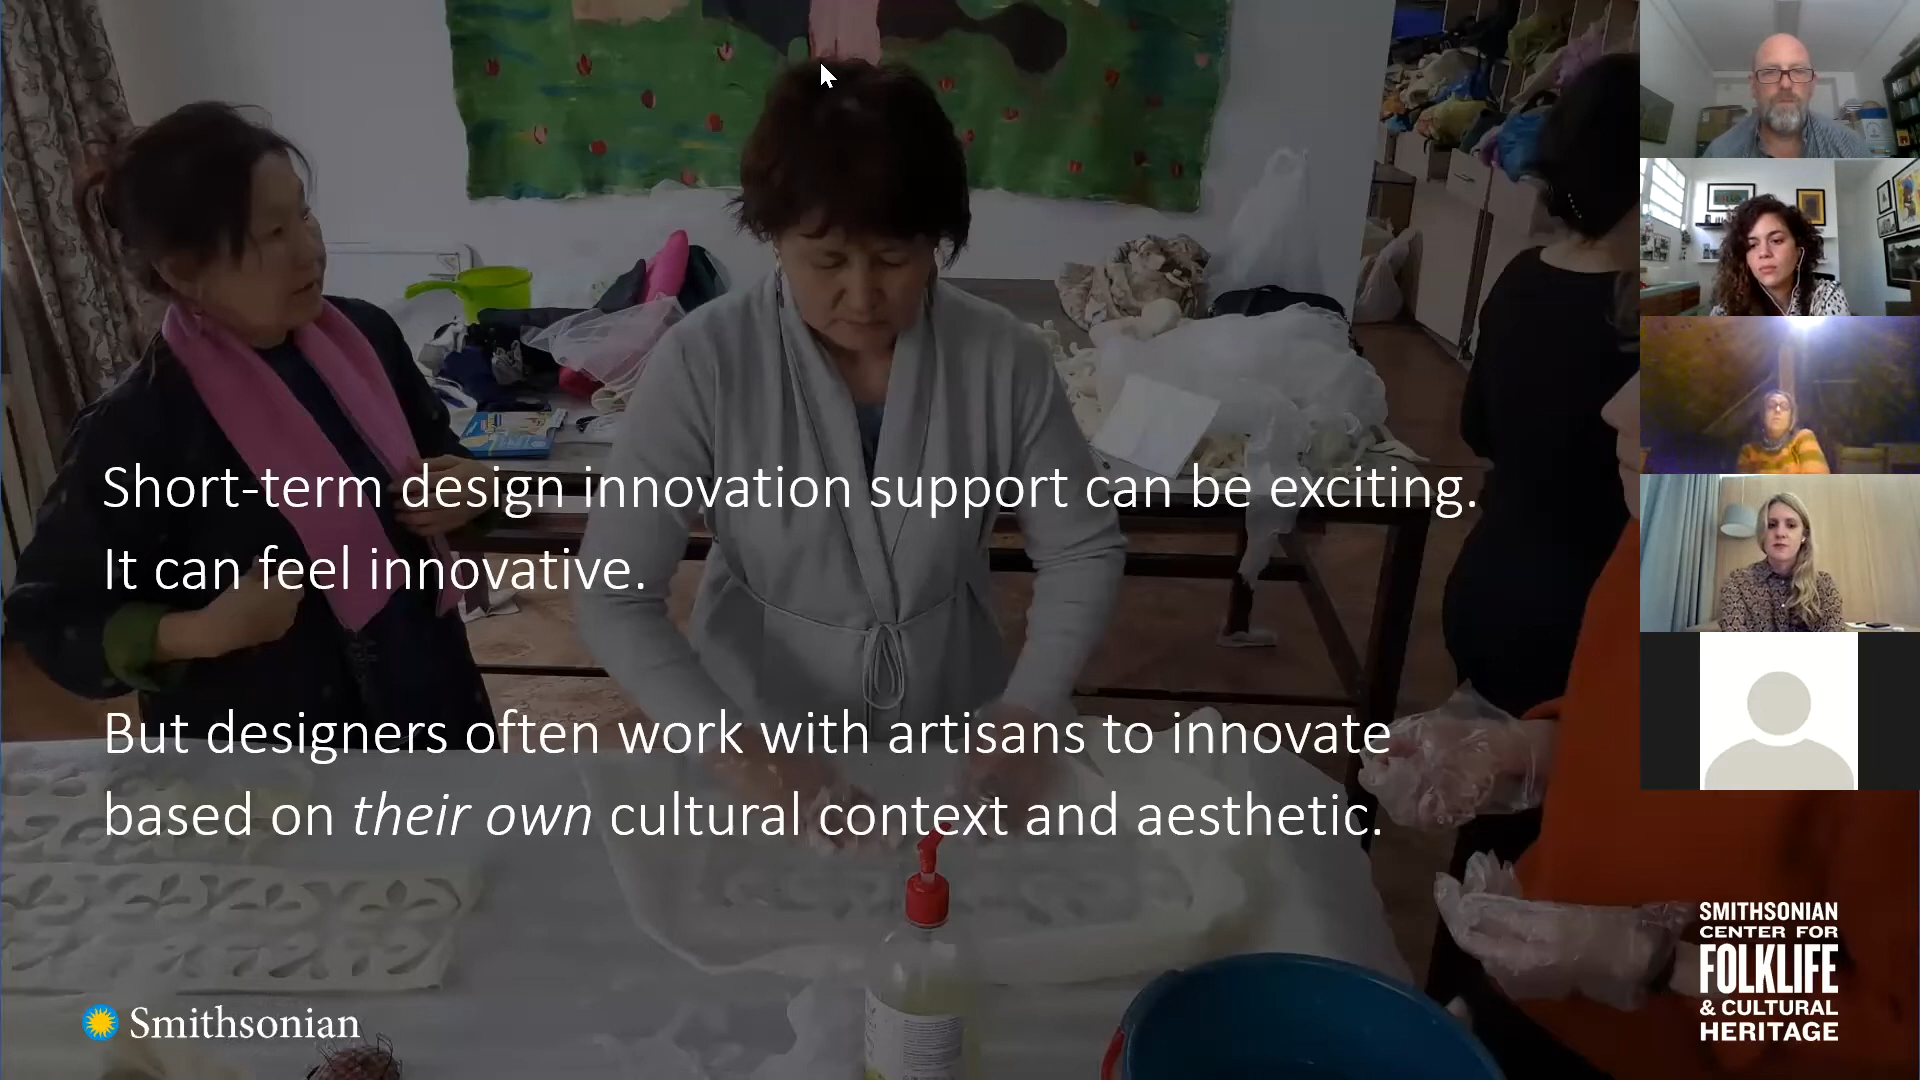 Short-term design innovation support can be exciting.
It can feel innovative.
But designers often work with artisans to innovate
based on their own cultural context and aesthetic.
Smithsonian
SMITHSONIAN
CENTER FOR
FOLKLIFE
& CULTURAL
HERITAGE